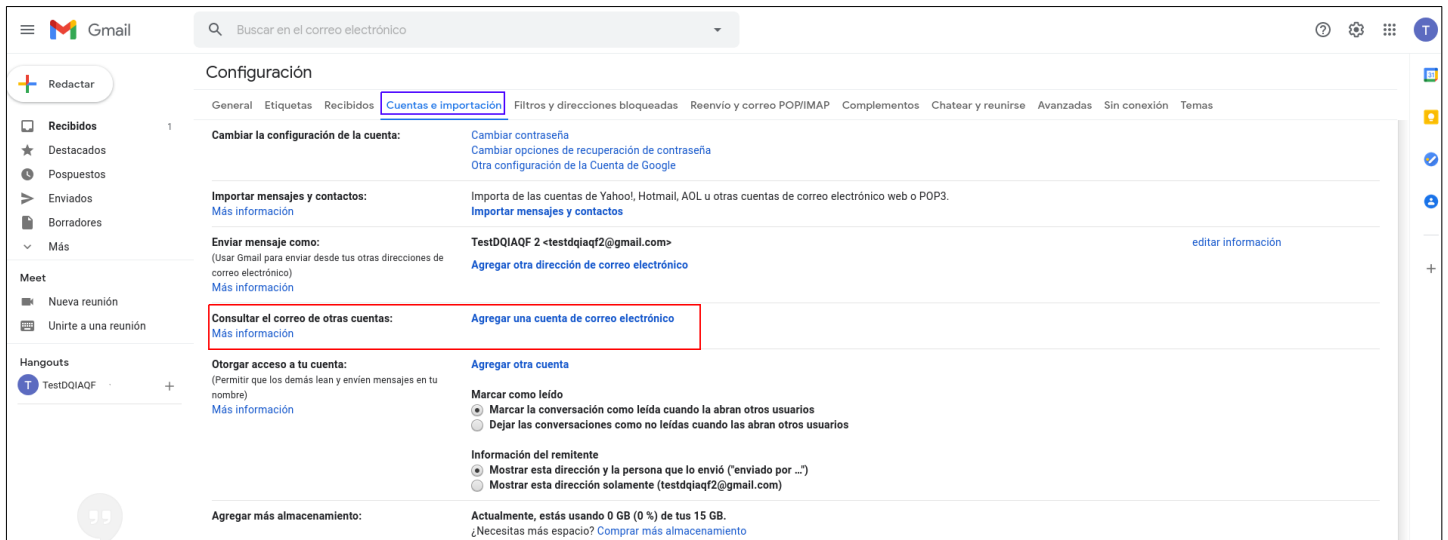 Gmail
Buscar en el correo electrónico
T
Redactar
Recibidos 1
Destacados
Pospuestos
Enviados
Borradores
Más
Meet
Nueva reunión
Unirte a una reunión
Hangouts
T TestDQIAQF
Configuración
General Etiquetas Recibidos Cuentas e importación Filtros y direcciones bloqueadas Reenvío y correo POP/IMAP Complementos Chatear y reunirse Avanzadas Sin conexión Temas
Cambiar la configuración de la cuenta: Cambiar contraseña
Cambiar opciones de recuperación de contraseña
Otra configuración de la Cuenta de Google
Importar mensajes y contactos: Importa de las cuentas de Yahoo!, Hotmail, AOL u otras cuentas de correo electrónico web o POP3.
Más información Importar mensajes y contactos
Enviar mensaje como: TestDQIAQF 2 <testdqiaqf2@gmail.com> editar información
(Usar Gmail para enviar desde tus otras direcciones de
correo electrónico) Agregar otra dirección de correo electrónico
Más información
Consultar el correo de otras cuentas: Agregar una cuenta de correo electrónico
Más información
Otorgar acceso a tu cuenta: Agregar otra cuenta
(Permitir que los demás lean y envíen mensajes en tu
nombre) Marcar como leído
Más información Marcar la conversación como leída cuando la abran otros usuarios
Dejar las conversaciones como no leídas cuando las abran otros usuarios
Información del remitente
Mostrar esta dirección y la persona que lo envió ("enviado por ...")
Mostrar esta dirección solamente (testdqiaqf2@gmail.com)
Agregar más almacenamiento: Actualmente, estás usando 0 GB (0 %) de tus 15 GB.
¿Necesitas más espacio? Comprar más almacenamiento
31